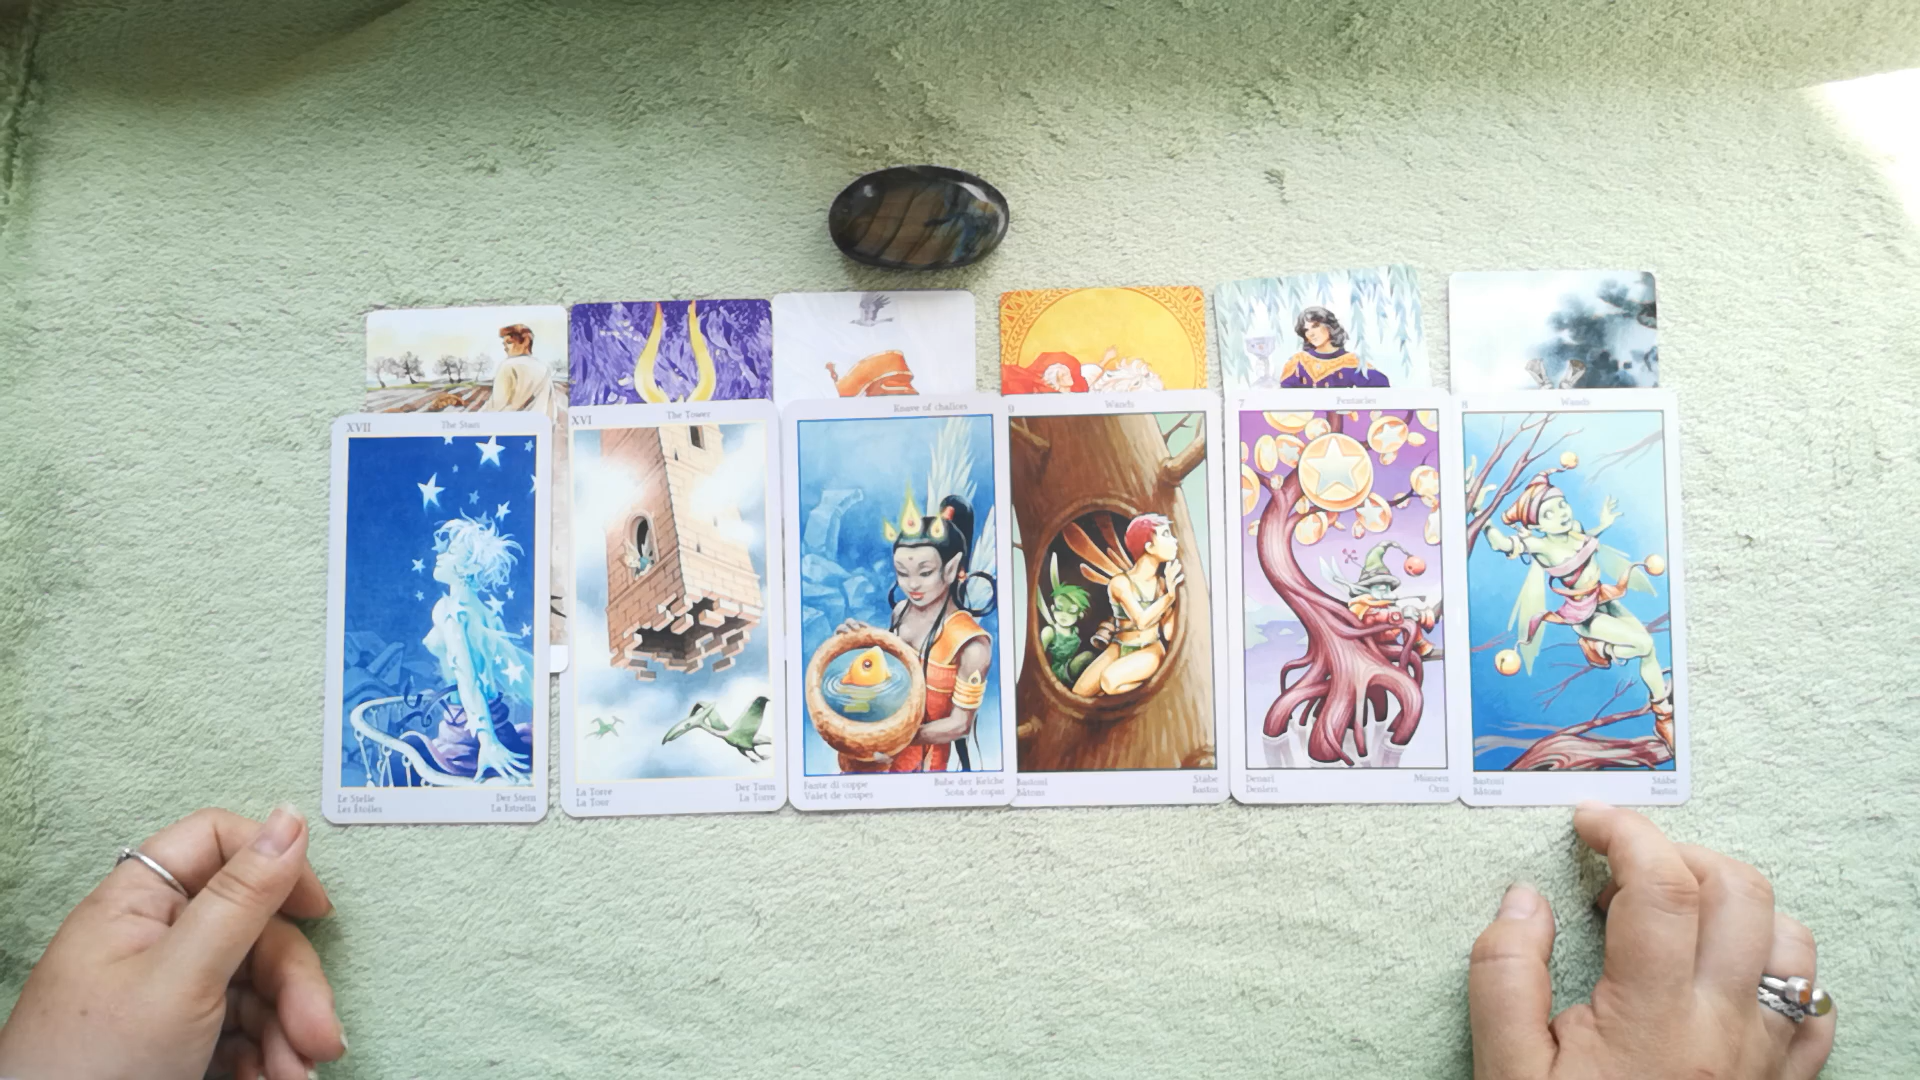 XVII The Stars
XVI The Tower
Knave of chalices
9 Wands
7 Pentacles
8 Wands
Le Stelle Der Stern
Les Étoiles La Estrella
La Torre Der Turm
La Tour La Torre
Fante di coppe Bube der Kelche
Valet de coupes Sota de copas
Bastoni Stäbe
Bâtons Bastos
Denari Münzen
Deniers Oros
Bastoni Stäbe
Bâtons Bastos